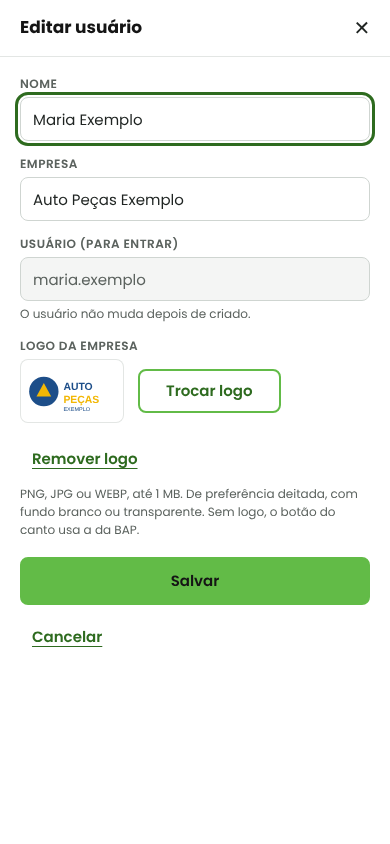 Editar usuário
NOME
Maria Exemplo
EMPRESA
Auto Peças Exemplo
USUÁRIO (PARA ENTRAR)
maria.exemplo
O usuário não muda depois de criado.
LOGO DA EMPRESA
AUTO
PEÇAS
EXEMPLO
Trocar logo
Remover logo
PNG, JPG ou WEBP, até 1 MB. De preferência deitada, com
fundo branco ou transparente. Sem logo, o botão do
canto usa a da BAP.
Salvar
Cancelar